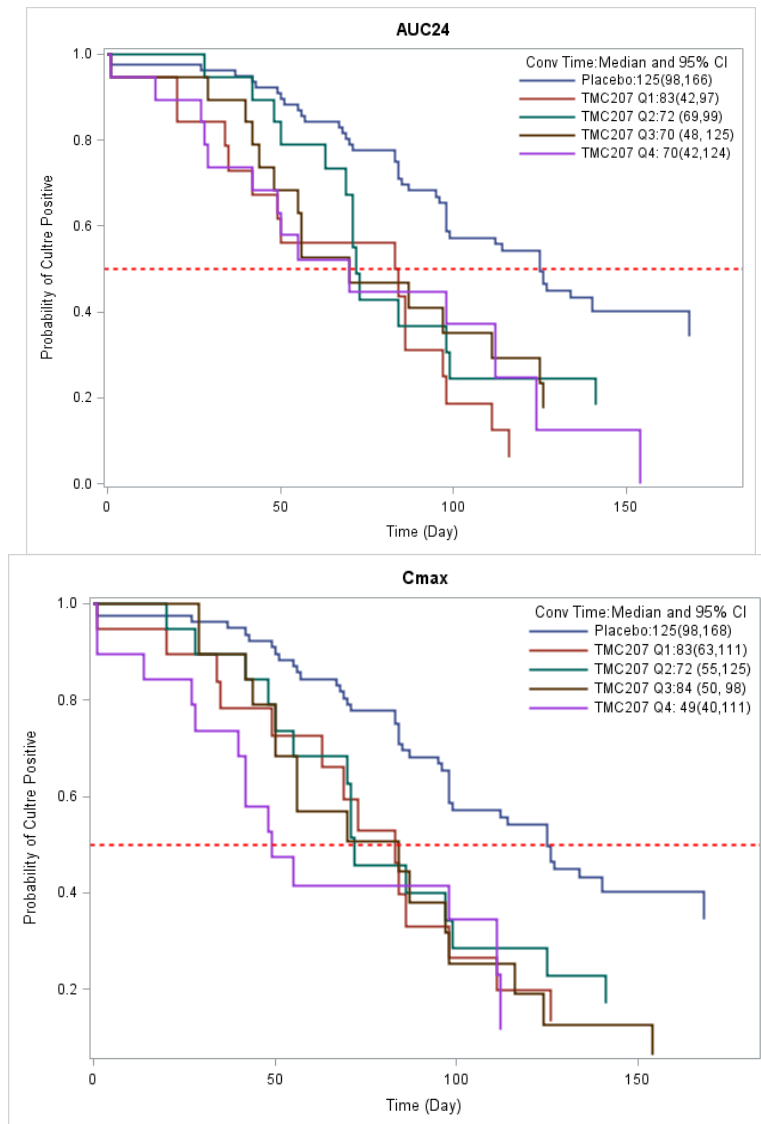 AUC24
Conv Time:Median and 95% CI
Placebo:125(98,166)
TMC207 Q1:83(42,97)
TMC207 Q2:72 (69,99)
TMC207 Q3:70 (48, 125)
TMC207 Q4: 70(42,124)
1.0
0.8
0.6
0.4
0.2
0.0
Probability of Cultre Positive
0
50
100
150
Time (Day)
Cmax
Conv Time:Median and 95% CI
Placebo:125(98,168)
TMC207 Q1:83(63,111)
TMC207 Q2:72 (55,125)
TMC207 Q3:84 (50, 98)
TMC207 Q4: 49(40,111)
1.0
0.8
0.6
0.4
0.2
Probability of Cultre Positive
0
50
100
150
Time (Day)